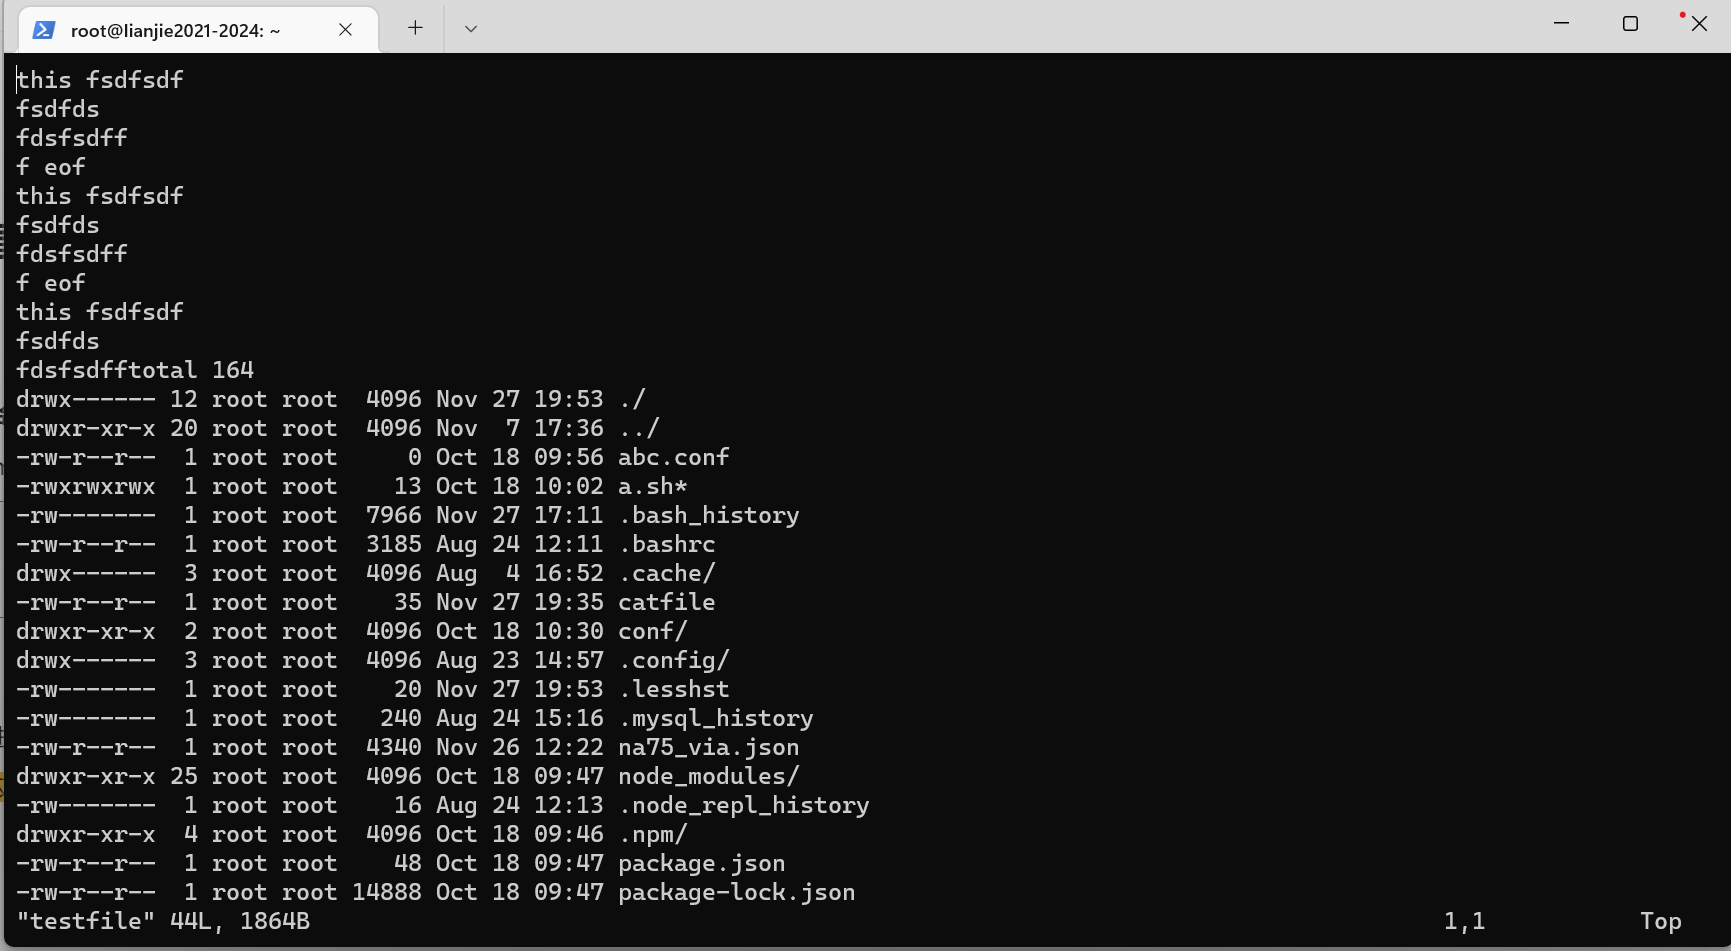 root@lianjie2021-2024: ~
this fsdfsdf
fsdfds
fdsfsdff
f eof
this fsdfsdf
fsdfds
fdsfsdff
f eof
this fsdfsdf
fsdfds
fdsfsdfftotal 164
drwx------ 12 root root  4096 Nov 27 19:53 ./
drwxr-xr-x 20 root root  4096 Nov  7 17:36 ../
-rw-r--r--  1 root root     0 Oct 18 09:56 abc.conf
-rwxrwxrwx  1 root root    13 Oct 18 10:02 a.sh*
-rw-------  1 root root  7966 Nov 27 17:11 .bash_history
-rw-r--r--  1 root root  3185 Aug 24 12:11 .bashrc
drwx------  3 root root  4096 Aug  4 16:52 .cache/
-rw-r--r--  1 root root    35 Nov 27 19:35 catfile
drwxr-xr-x  2 root root  4096 Oct 18 10:30 conf/
drwx------  3 root root  4096 Aug 23 14:57 .config/
-rw-------  1 root root    20 Nov 27 19:53 .lesshst
-rw-------  1 root root   240 Aug 24 15:16 .mysql_history
-rw-r--r--  1 root root  4340 Nov 26 12:22 na75_via.json
drwxr-xr-x 25 root root  4096 Oct 18 09:47 node_modules/
-rw-------  1 root root    16 Aug 24 12:13 .node_repl_history
drwxr-xr-x  4 root root  4096 Oct 18 09:46 .npm/
-rw-r--r--  1 root root    48 Oct 18 09:47 package.json
-rw-r--r--  1 root root 14888 Oct 18 09:47 package-lock.json
"testfile" 44L, 1864B 1,1 Top